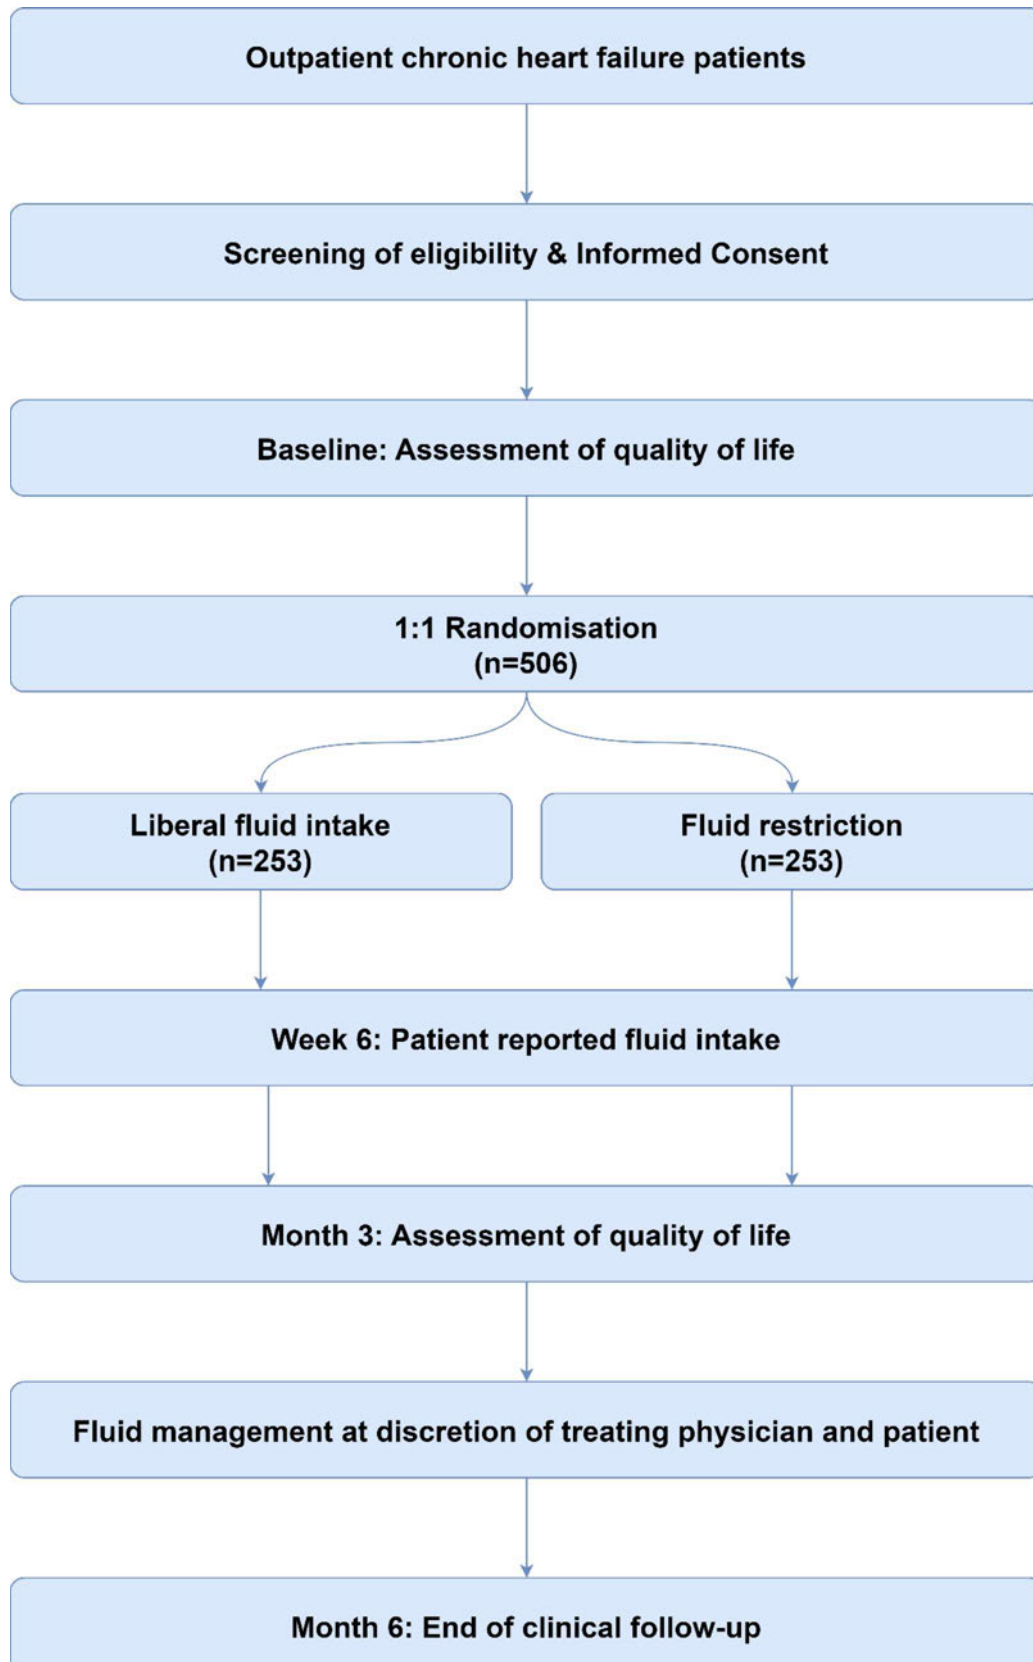 Outpatient chronic heart failure patients
Screening of eligibility & Informed Consent
Baseline: Assessment of quality of life
1:1 Randomisation
(n=506)
Liberal fluid intake
(n=253)
Fluid restriction
(n=253)
Week 6: Patient reported fluid intake
Month 3: Assessment of quality of life
Fluid management at discretion of treating physician and patient
Month 6: End of clinical follow-up